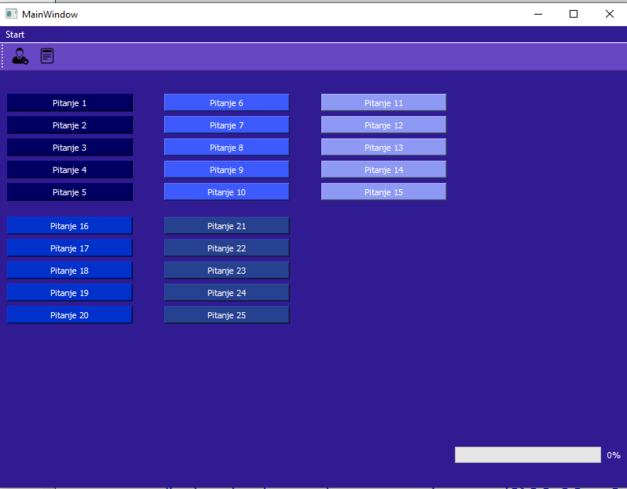 MainWindow
Start
Pitanje 1
Pitanje 2
Pitanje 3
Pitanje 4
Pitanje 5
Pitanje 6
Pitanje 7
Pitanje 8
Pitanje 9
Pitanje 10
Pitanje 11
Pitanje 12
Pitanje 13
Pitanje 14
Pitanje 15
Pitanje 16
Pitanje 17
Pitanje 18
Pitanje 19
Pitanje 20
Pitanje 21
Pitanje 22
Pitanje 23
Pitanje 24
Pitanje 25
0%